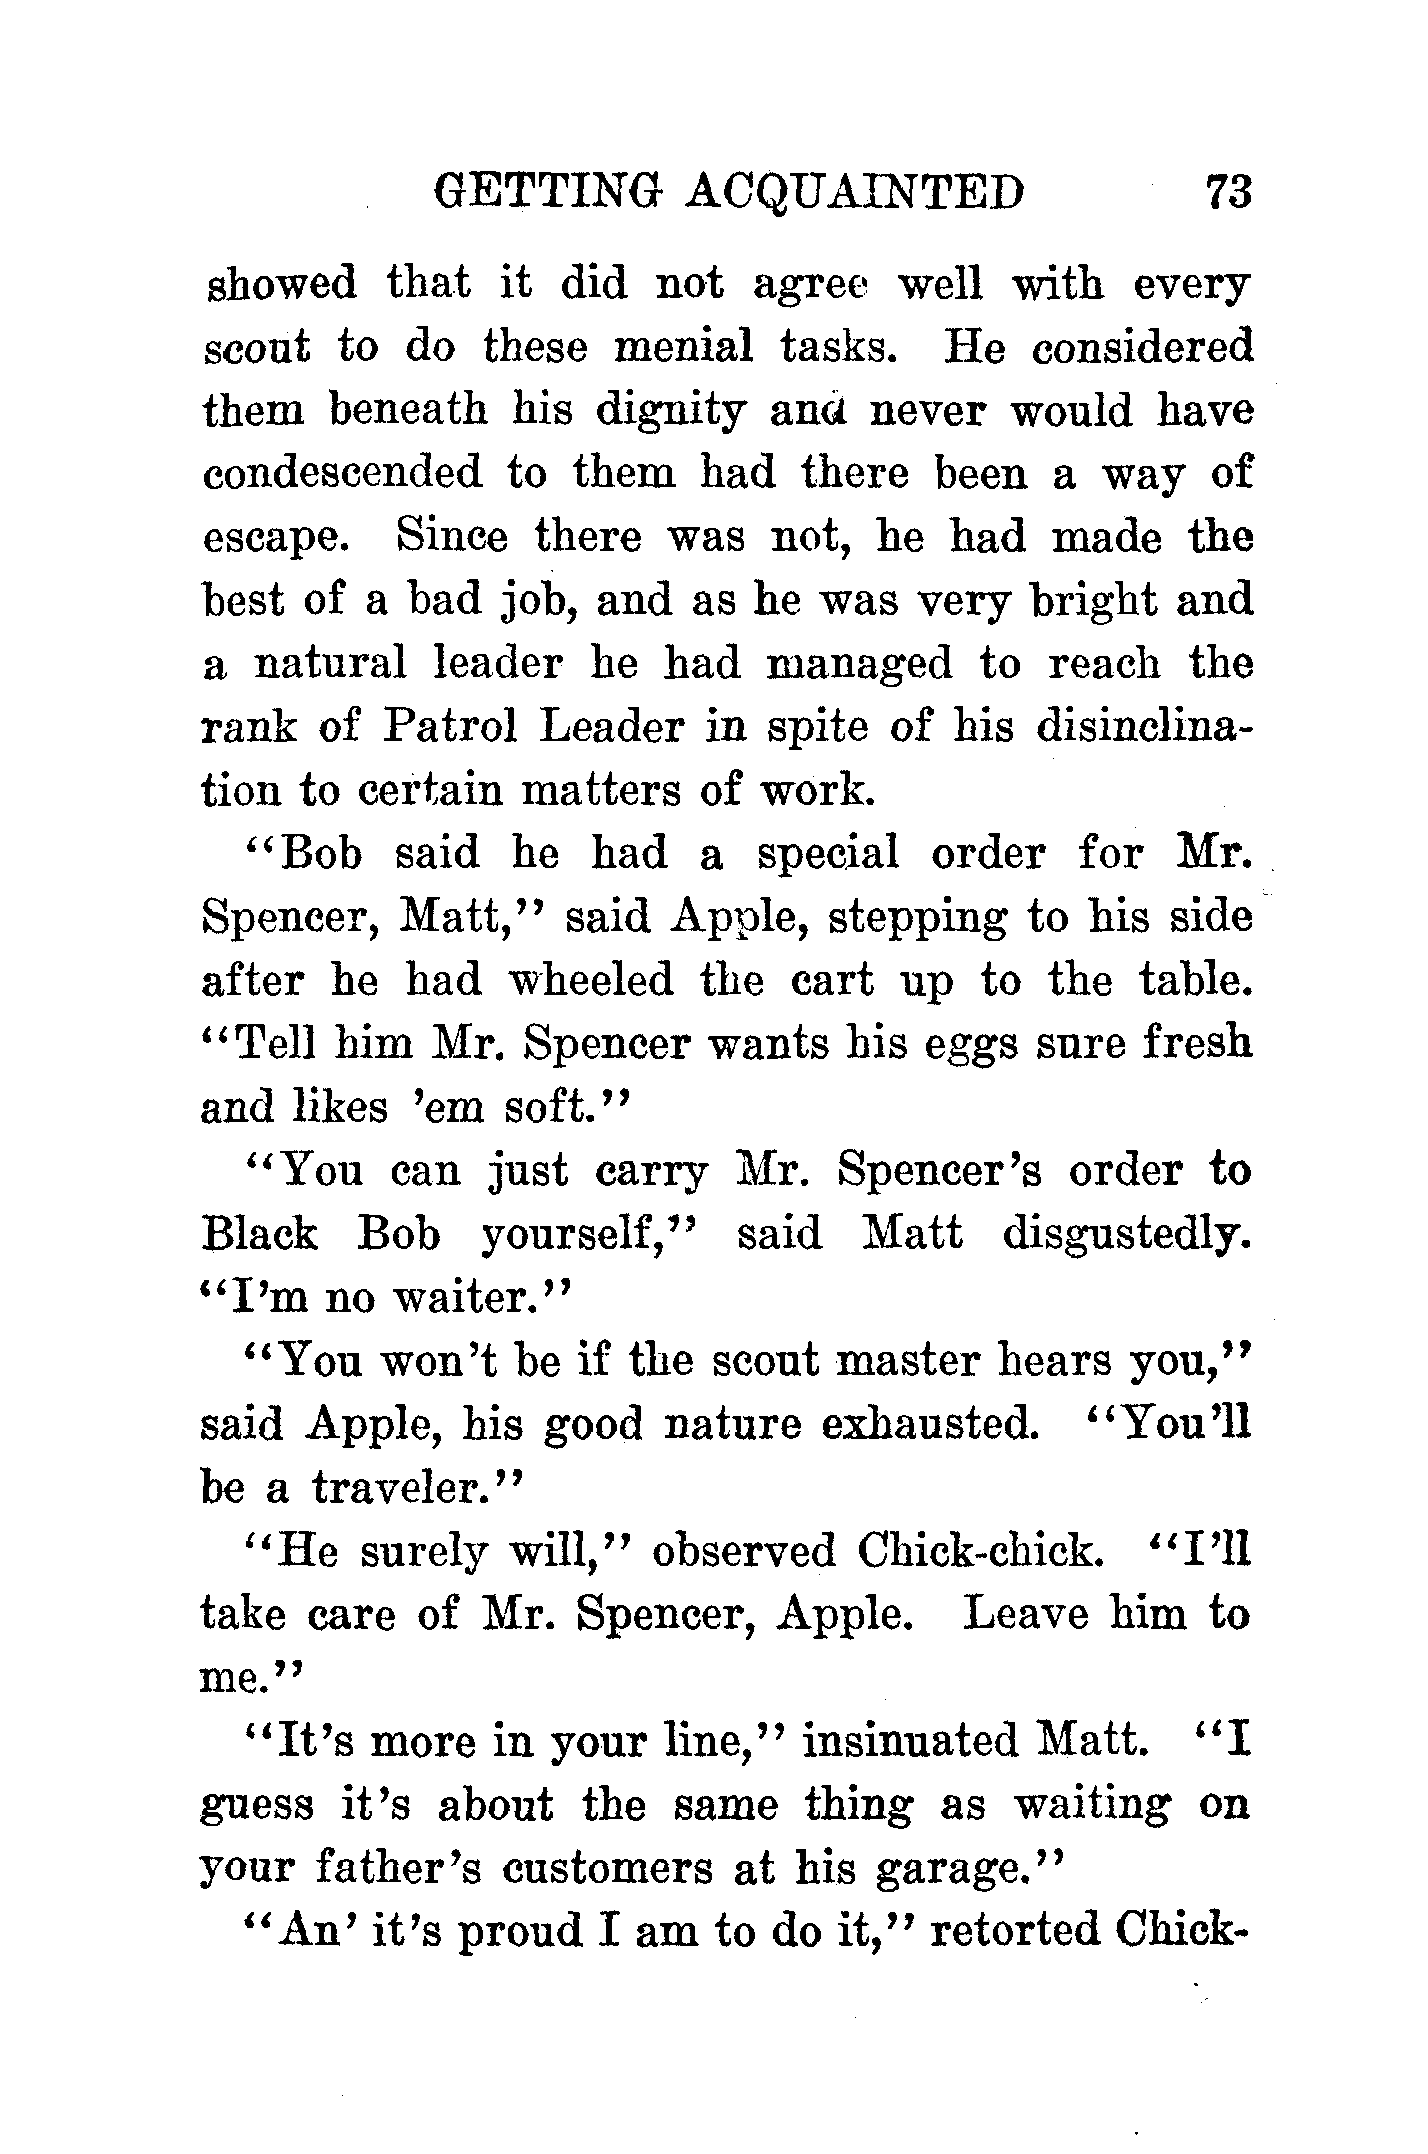 GETTING ACQUAINTED 73
showed that it did not agree well with every
scout to do these menial tasks. He considered
them beneath his dignity and never would have
condescended to them had there been a way of
escape. Since there was not, he had made the
best of a bad job, and as he was very bright and
a natural leader he had managed to reach the
rank of Patrol Leader in spite of his disinclina-
tion to certain matters of work.
"Bob said he had a special order for Mr.
Spencer, Matt," said Apple, stepping to his side
after he had wheeled the cart up to the table.
"Tell him Mr. Spencer wants his eggs sure fresh
and likes 'em soft."
"You can just carry Mr. Spencer's order to
Black Bob yourself," said Matt disgustedly.
"I'm no waiter."
"You won't be if the scout master hears you,"
said Apple, his good nature exhausted. "You'll
be a traveler."
"He surely will," observed Chick-chick. "I'll
take care of Mr. Spencer, Apple. Leave him to
me."
"It's more in your line," insinuated Matt. "I
guess it's about the same thing as waiting on
your father's customers at his garage."
"An' it's proud I am to do it," retorted Chick-